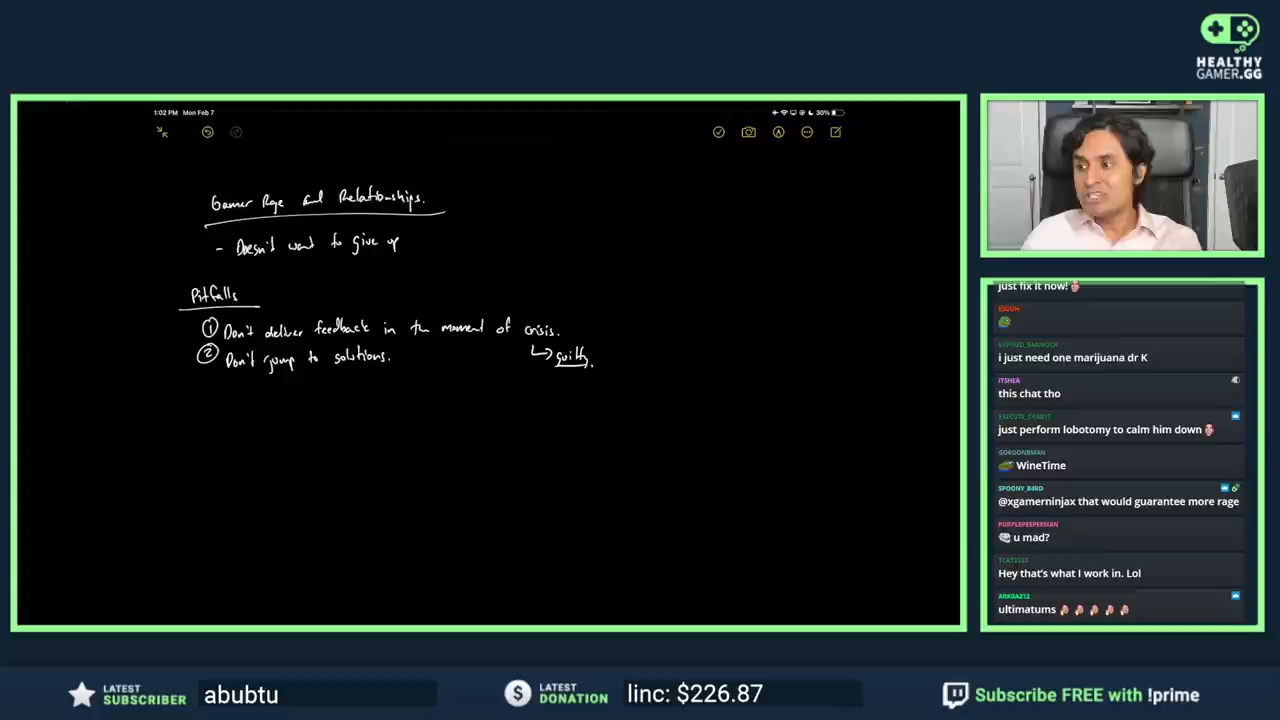 HEALTHY
GAMER.GG
1:02 PM Mon Feb 7
30%
Gamer Rage and Relationships.
- Doesn't want to give up
Pitfalls
① Don't deliver feedback in the moment of crisis.
② Don't jump to solutions.
↳ guilty.
just fix it now!
ESDUN
EXPIRED_BANNOCK
i just need one marijuana dr K
ITSHEA
this chat tho
just perform lobotomy to calm him down
GORDONBMAN
WineTime
SPOONY_B4RD
@xgamerninjax that would guarantee more rage
PURPLEPEEPEEMAN
u mad?
Hey that's what I work in. Lol
ARKRA212
ultimatums
LATEST
SUBSCRIBER
abubtu
LATEST
DONATION
linc: $226.87
Subscribe FREE with !prime